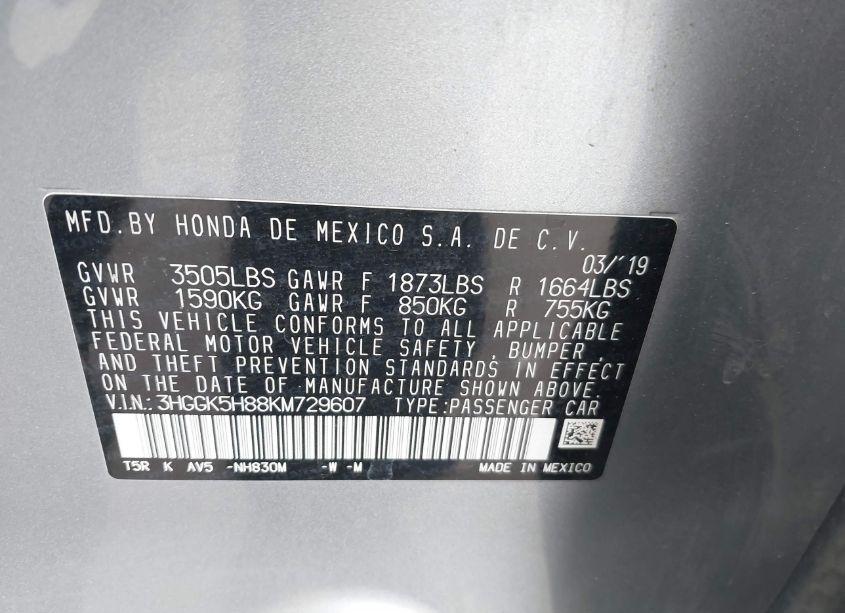 MFD.BY HONDA DE MEXICO S.A. DE C.V.
03/'19
GVWR 3505LBS GAWR F 1873LBS R 1664LBS
GVWR 1590KG GAWR F 850KG R 755KG
THIS VEHICLE CONFORMS TO ALL APPLICABLE
FEDERAL MOTOR VEHICLE SAFETY , BUMPER ,
AND THEFT PREVENTION STANDARDS IN EFFECT
ON THE DATE OF MANUFACTURE SHOWN ABOVE.
V.I.N.: 3HGGK5H88KM729607 TYPE:PASSENGER CAR
T5R K AV5 -NH830M -W -M MADE IN MEXICO